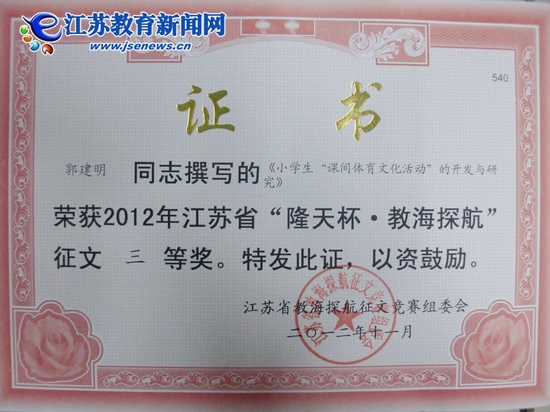 江苏教育新闻网
www.jsenews.cn
540
证 书
郭建明 同志撰写的《小学生“课间体育文化活动”的开发与研
究》
荣获2012年江苏省“隆天杯·教海探航”
征文 三 等奖。特发此证,以资鼓励。
江苏省教海探航征文竞赛组委会
二〇一二年十一月